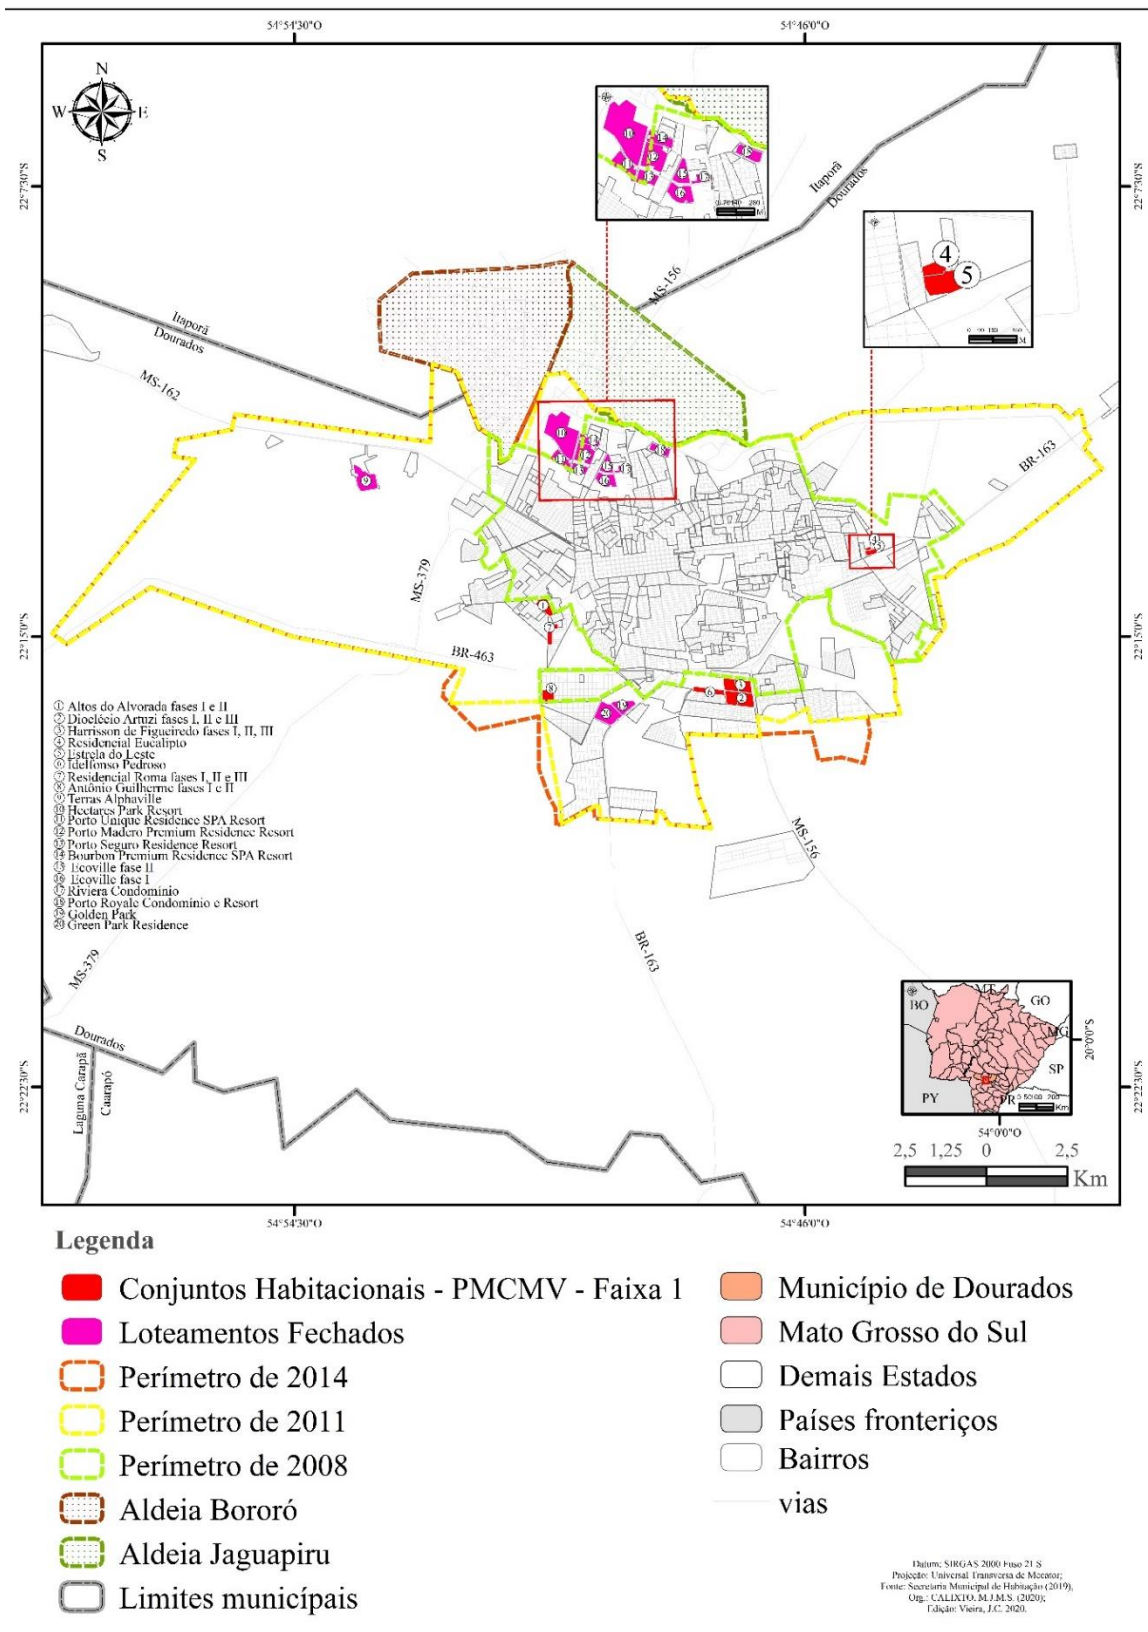 54°54'30"O
54°46'0"O
N
W
E
S
22°7'30"S
22°7'30"S
Itaporã
Dourados
MS-156
4
5
Itaporã
Dourados
MS-162
BR-163
MS-379
22°15'0"S
22°15'0"S
BR-463
① Altos do Alvorada fases I e II
② Dioclécio Artuzi fases I, II e III
③ Harrisson de Figueiredo fases I, II, III
④ Residencial Eucalipto
⑤ Estrela do Leste
⑥ Idelfonso Pedroso
⑦ Residencial Roma fases I, II e III
⑧ Antônio Guilherme fases I e II
⑨ Terras Alphaville
⑩ Hectares Park Resort
⑪ Porto Unique Residence SPA Resort
⑫ Porto Madero Premium Residence Resort
⑬ Porto Seguro Residence Resort
⑭ Bourbon Premium Residence SPA Resort
⑮ Ecoville fase II
⑯ Ecoville fase I
⑰ Riviera Condomínio
⑱ Porto Royale Condomínio e Resort
⑲ Golden Park
⑳ Green Park Residence
MS-156
BR-163
MS-379
Dourados
Laguna Carapã
Caarapó
BO
MT
GO
MG
SP
PY
PR
Km
20°0'0"S
54°0'0"O
22°22'30"S
22°22'30"S
2,5 1,25 0 2,5
Km
54°54'30"O
54°46'0"O
Legenda
Conjuntos Habitacionais - PMCMV - Faixa 1
Loteamentos Fechados
Perímetro de 2014
Perímetro de 2011
Perímetro de 2008
Aldeia Bororó
Aldeia Jaguapiru
Limites municípais
Município de Dourados
Mato Grosso do Sul
Demais Estados
Países fronteriços
Bairros
vias
Datum: SIRGAS 2000 Fuso 21 S
Projeção: Universal Transversa de Mecator;
Fonte: Secretaria Municipal de Habitação (2019),
Org.: CALIXTO, M.J.M.S. (2020);
Edição: Vieira, J.C. 2020.